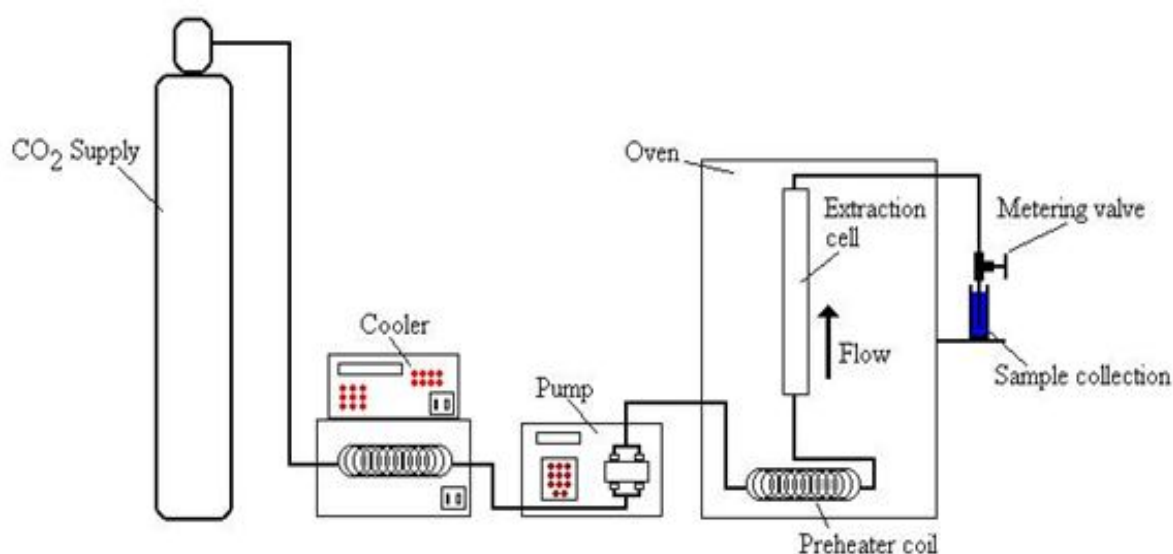 CO2 Supply
Cooler
Pump
Oven
Extraction
cell
Flow
Metering valve
Sample collection
Preheater coil